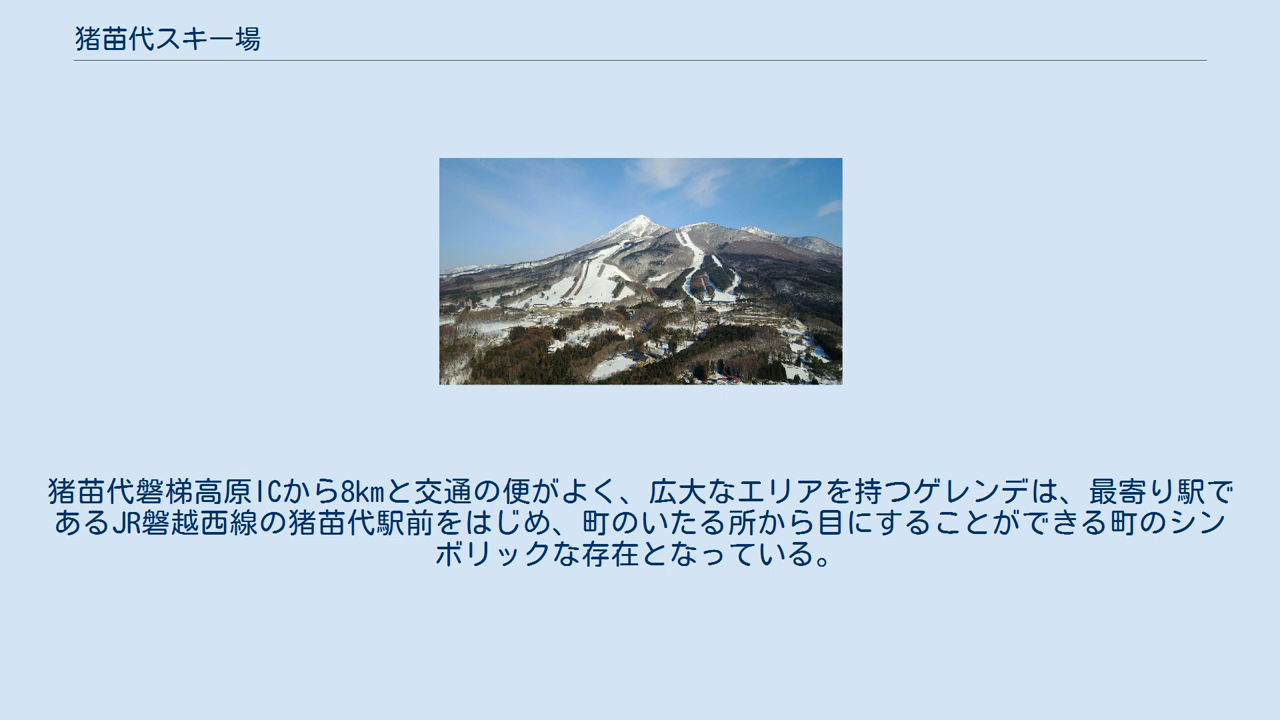 猪苗代スキー場
猪苗代磐梯高原ICから8kmと交通の便がよく、広大なエリアを持つゲレンデは、最寄り駅で
あるJR磐越西線の猪苗代駅前をはじめ、町のいたる所から目にすることができる町のシン
ボリックな存在となっている。